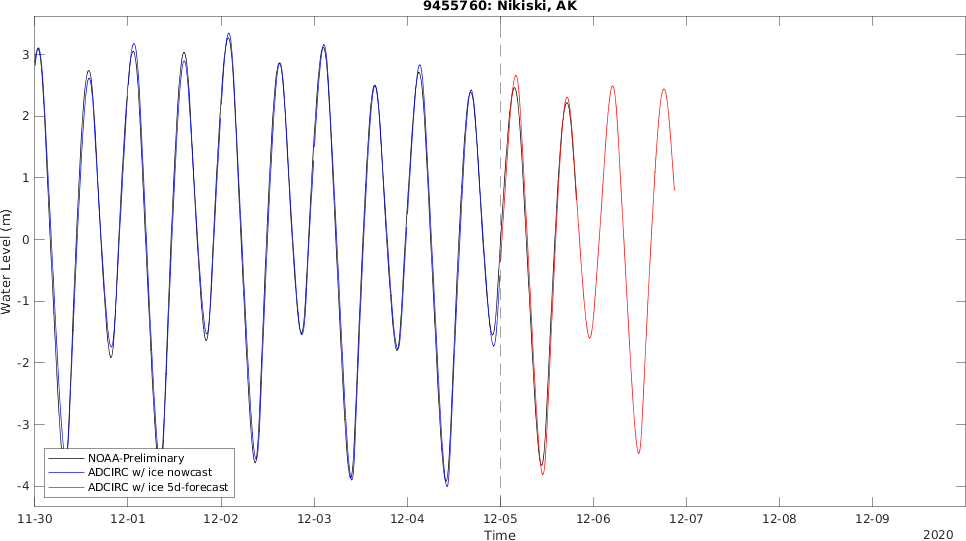 9455760: Nikiski, AK
Water Level (m)
3
2
1
0
-1
-2
-3
-4
NOAA-Preliminary
ADCIRC w/ ice nowcast
ADCIRC w/ ice 5d-forecast
11-30 12-01 12-02 12-03 12-04 12-05 12-06 12-07 12-08 12-09
Time
2020